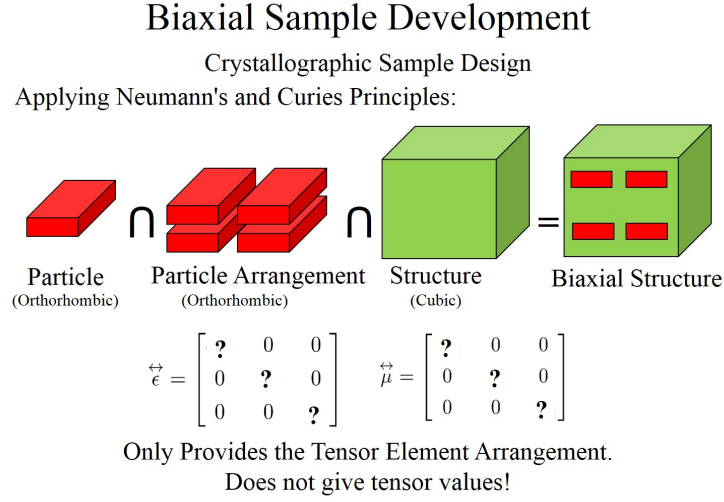 Biaxial Sample Development
Crystallographic Sample Design
Applying Neumann's and Curies Principles:
∩ ∩ =
Particle Particle Arrangement Structure Biaxial Structure
(Orthorhombic) (Orthorhombic) (Cubic)
? 0 0 ? 0 0
ϵ↔ = 0 ? 0 μ↔ = 0 ? 0
0 0 ? 0 0 ?
Only Provides the Tensor Element Arrangement.
Does not give tensor values!